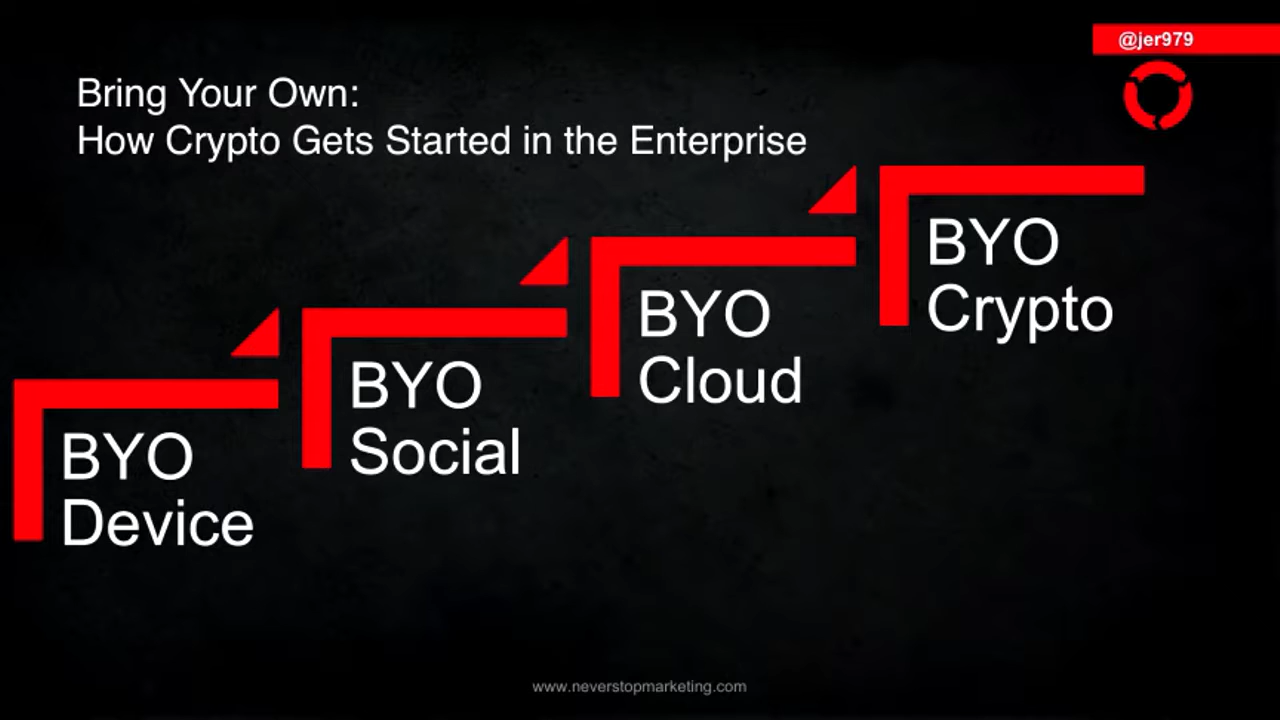 @jer979
Bring Your Own:
How Crypto Gets Started in the Enterprise
BYO
Device
BYO
Social
BYO
Cloud
BYO
Crypto
www.neverstopmarketing.com